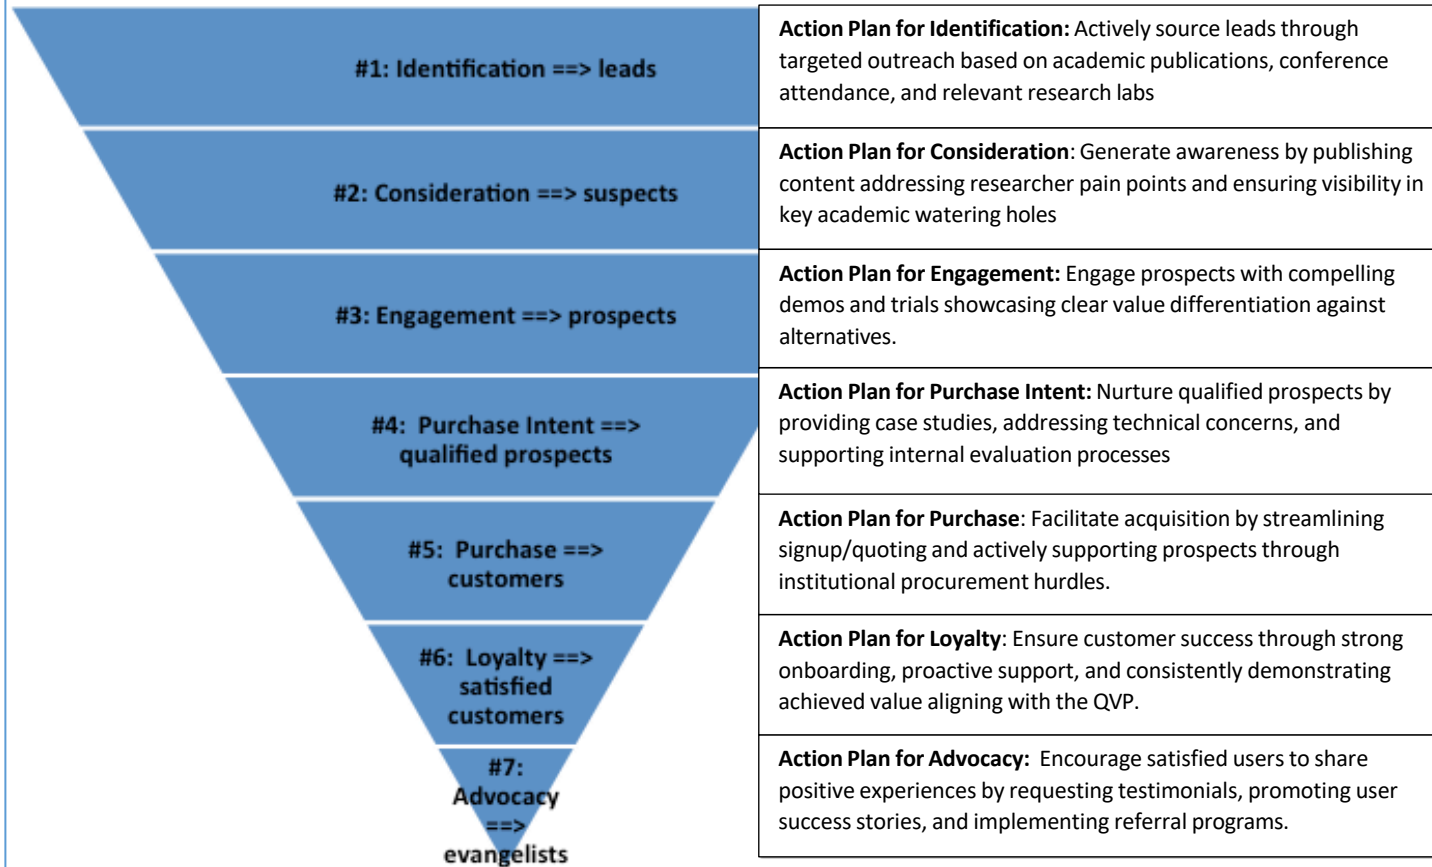 #1: Identification ==> leads
Action Plan for Identification: Actively source leads through
targeted outreach based on academic publications, conference
attendance, and relevant research labs
#2: Consideration ==> suspects
Action Plan for Consideration: Generate awareness by publishing
content addressing researcher pain points and ensuring visibility in
key academic watering holes
#3: Engagement ==> prospects
Action Plan for Engagement: Engage prospects with compelling
demos and trials showcasing clear value differentiation against
alternatives.
#4: Purchase Intent ==>
qualified prospects
Action Plan for Purchase Intent: Nurture qualified prospects by
providing case studies, addressing technical concerns, and
supporting internal evaluation processes
#5: Purchase ==>
customers
Action Plan for Purchase: Facilitate acquisition by streamlining
signup/quoting and actively supporting prospects through
institutional procurement hurdles.
#6: Loyalty ==>
satisfied
customers
Action Plan for Loyalty: Ensure customer success through strong
onboarding, proactive support, and consistently demonstrating
achieved value aligning with the QVP.
#7:
Advocacy
==>
evangelists
Action Plan for Advocacy: Encourage satisfied users to share
positive experiences by requesting testimonials, promoting user
success stories, and implementing referral programs.